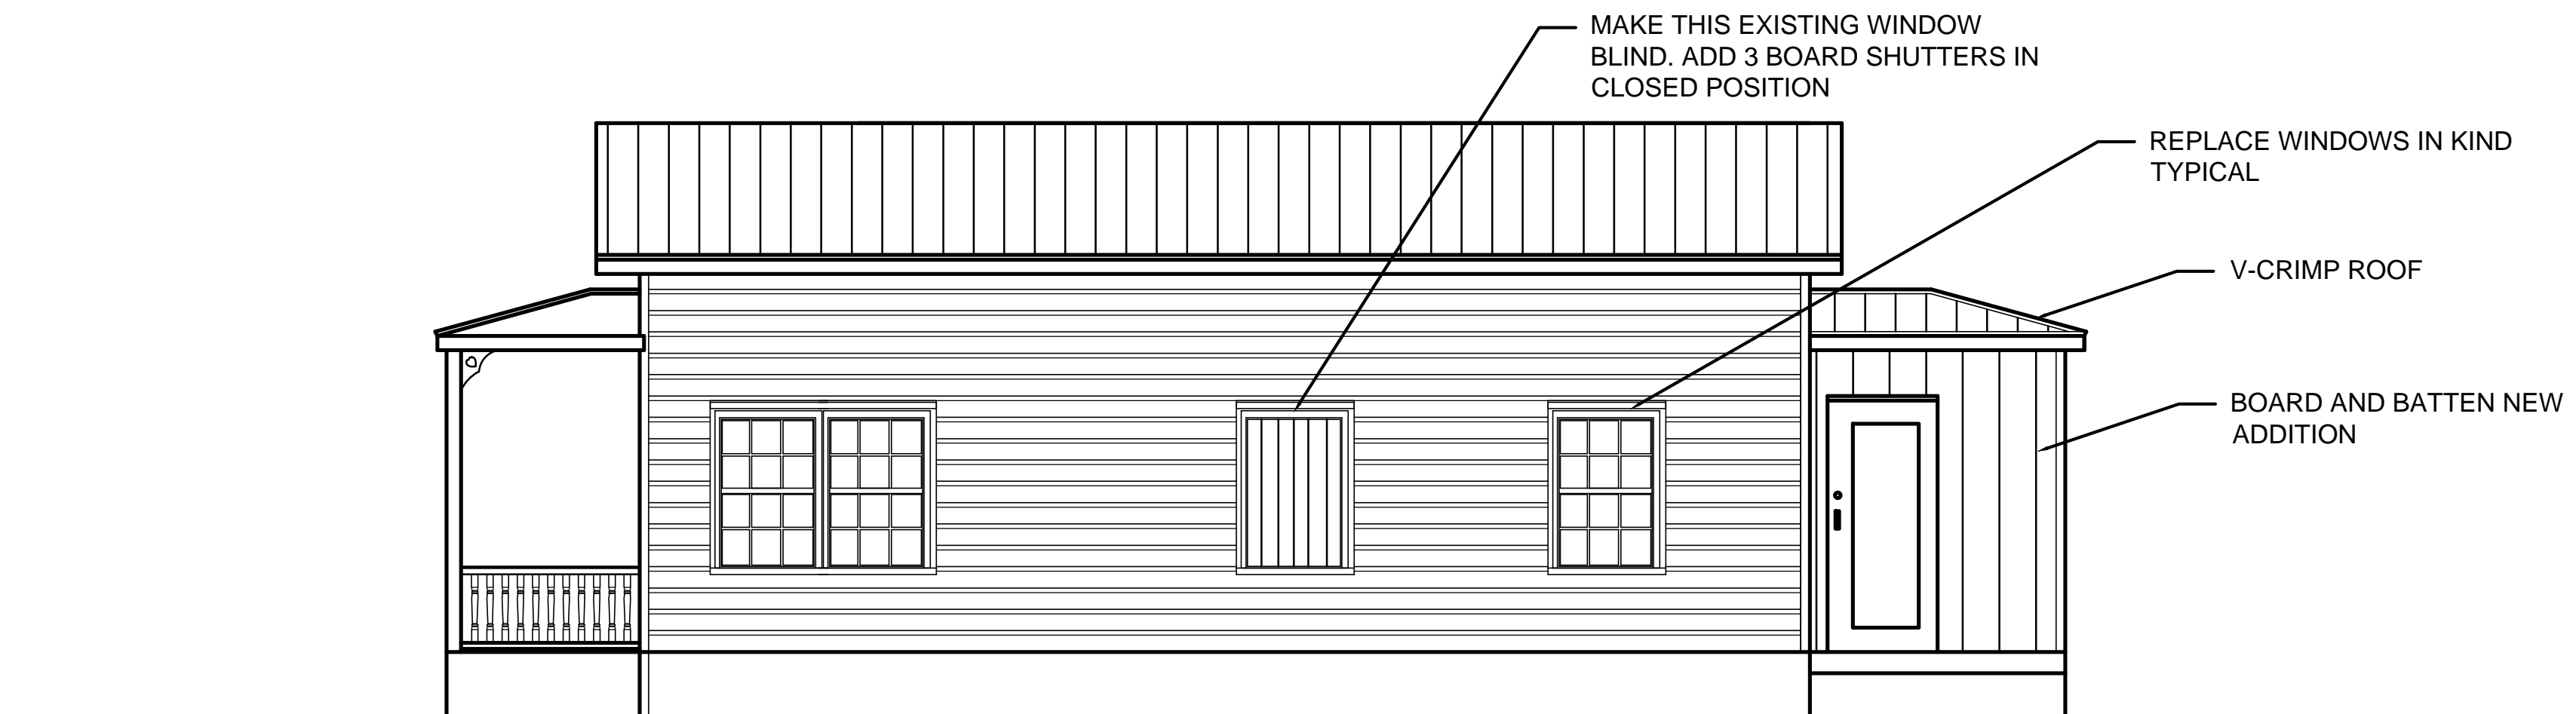 MAKE THIS EXISTING WINDOW
BLIND. ADD 3 BOARD SHUTTERS IN
CLOSED POSITION
REPLACE WINDOWS IN KIND
TYPICAL
V-CRIMP ROOF
BOARD AND BATTEN NEW
ADDITION